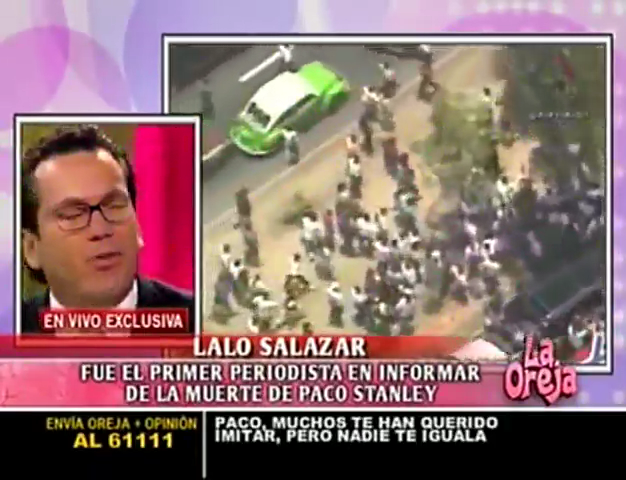 EN VIVO EXCLUSIVA
LALO SALAZAR
FUE EL PRIMER PERIODISTA EN INFORMAR
DE LA MUERTE DE PACO STANLEY
La
Oreja
ENVÍA OREJA + OPINIÓN
AL 61111
PACO, MUCHOS TE HAN QUERIDO
IMITAR, PERO NADIE TE IGUALA